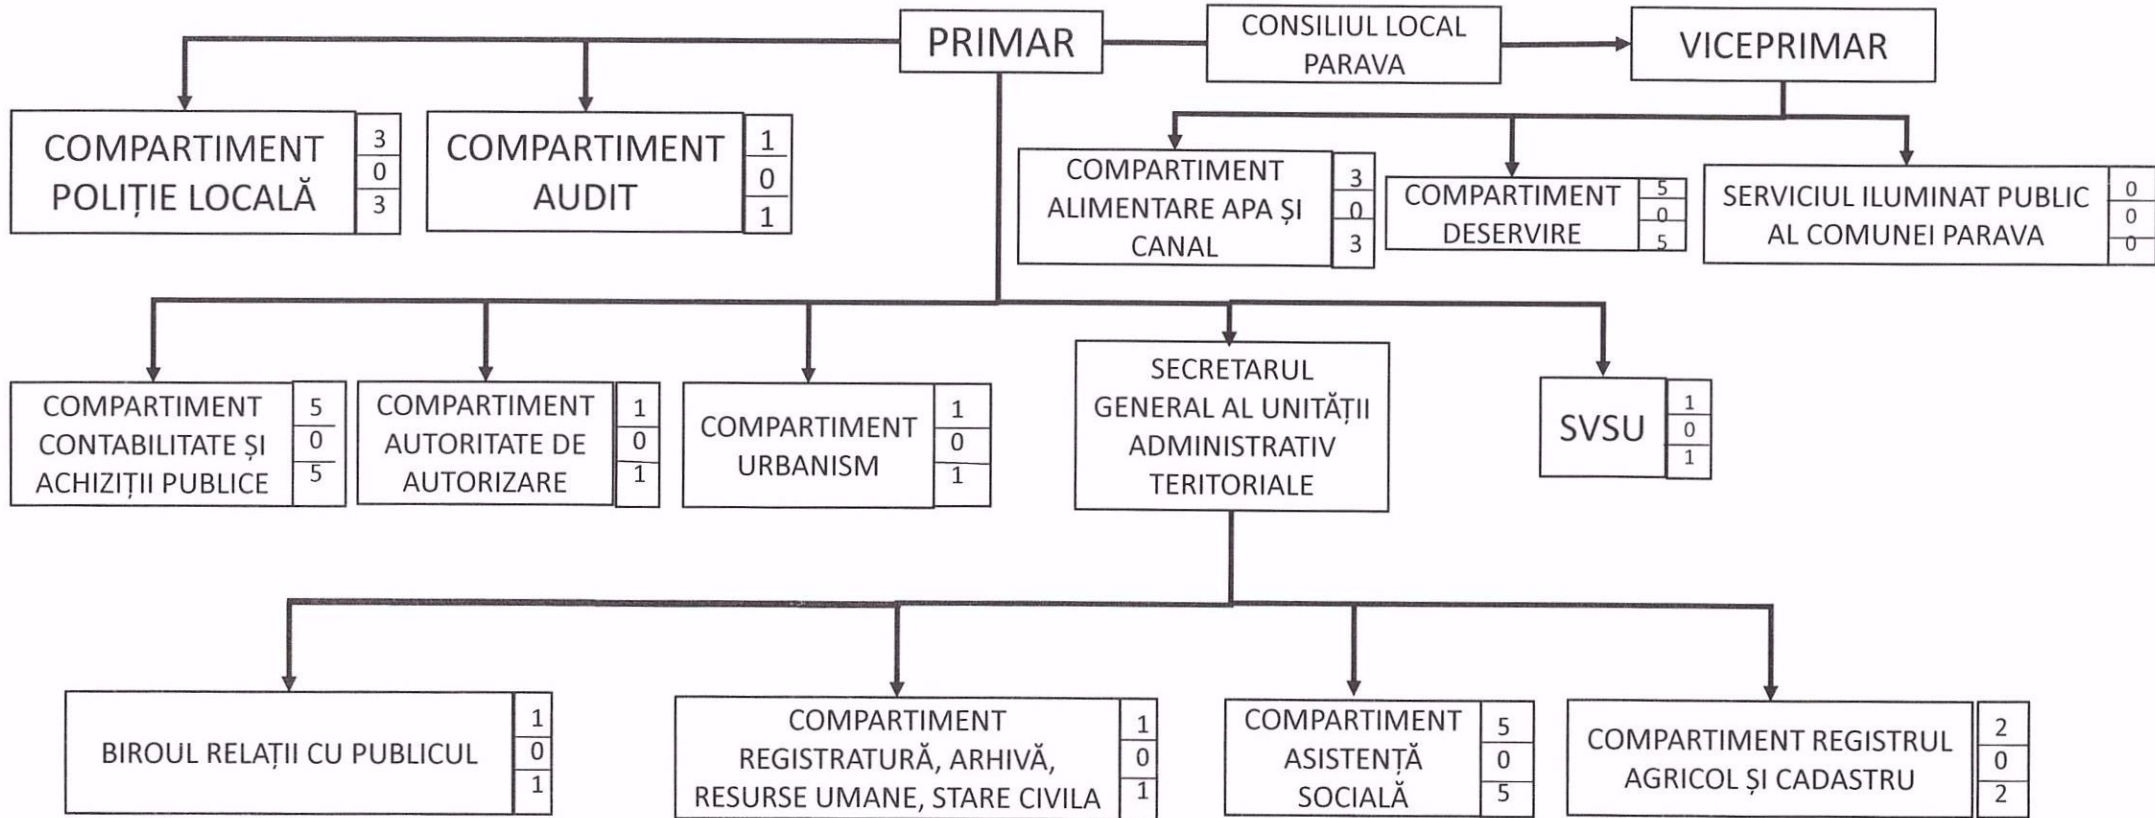 PRIMAR
CONSILIUL LOCAL
PARAVA
VICEPRIMAR
COMPARTIMENT
POLIȚIE LOCALĂ
3
0
3
COMPARTIMENT
AUDIT
1
0
1
COMPARTIMENT
ALIMENTARE APA ȘI
CANAL
3
0
3
COMPARTIMENT
DESERVIRE
5
0
5
SERVICIUL ILUMINAT PUBLIC
AL COMUNEI PARAVA
0
0
0
COMPARTIMENT
CONTABILITATE ȘI
ACHIZIȚII PUBLICE
5
0
5
COMPARTIMENT
AUTORITATE DE
AUTORIZARE
1
0
1
COMPARTIMENT
URBANISM
1
0
1
SECRETARUL
GENERAL AL UNITĂȚII
ADMINISTRATIV
TERITORIALE
SVSU
1
0
1
BIROUL RELAȚII CU PUBLICUL
1
0
1
COMPARTIMENT
REGISTRATURĂ, ARHIVĂ,
RESURSE UMANE, STARE CIVILA
1
0
1
COMPARTIMENT
ASISTENȚĂ
SOCIALĂ
5
0
5
COMPARTIMENT REGISTRUL
AGRICOL ȘI CADASTRU
2
0
2